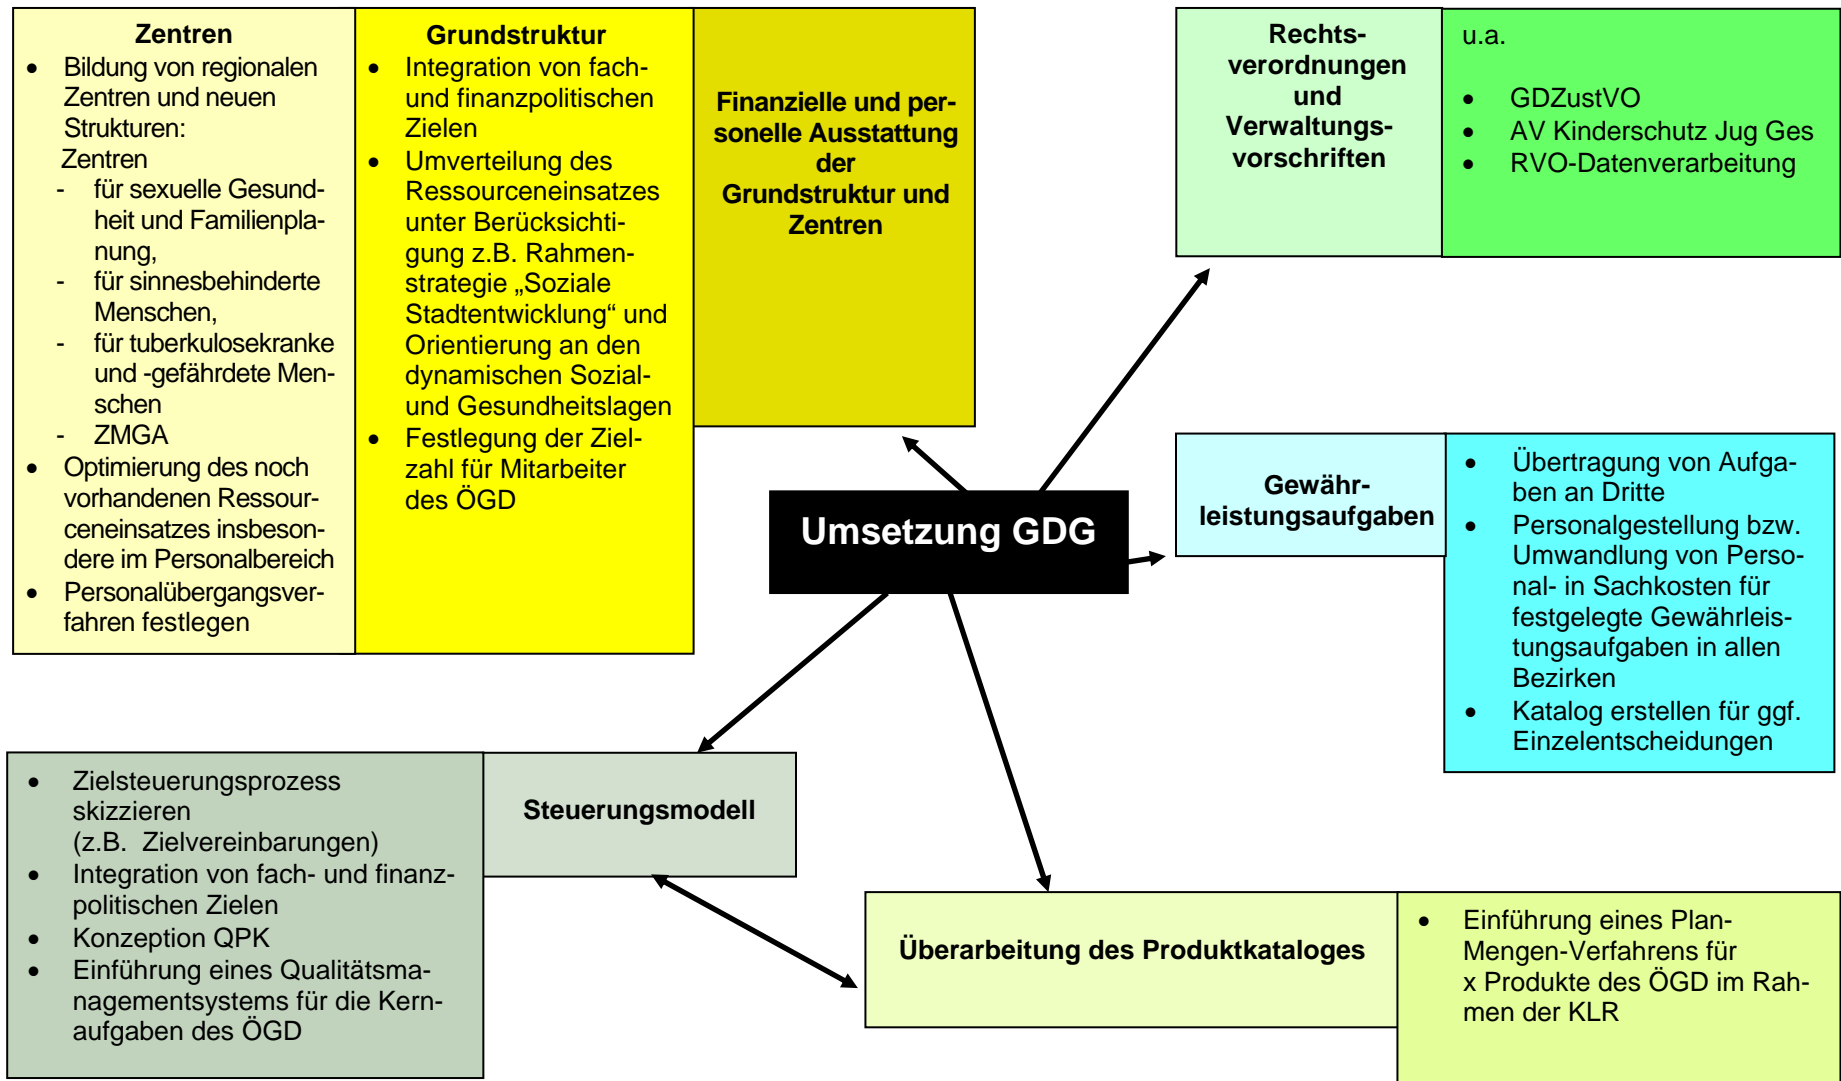 Zentren
• Bildung von regionalen
Zentren und neuen
Strukturen:
Zentren
- für sexuelle Gesund-
heit und Familienpla-
nung,
- für sinnesbehinderte
Menschen,
- für tuberkulosekranke
und -gefährdete Men-
schen
- ZMGA
• Optimierung des noch
vorhandenen Ressour-
ceneinsatzes insbeson-
dere im Personalbereich
• Personalübergangsver-
fahren festlegen
Grundstruktur
• Integration von fach-
und finanzpolitischen
Zielen
• Umverteilung des
Ressourceneinsatzes
unter Berücksichti-
gung z.B. Rahmen-
strategie „Soziale
Stadtentwicklung“ und
Orientierung an den
dynamischen Sozial-
und Gesundheitslagen
• Festlegung der Ziel-
zahl für Mitarbeiter
des ÖGD
Finanzielle und per-
sonelle Ausstattung
der
Grundstruktur und
Zentren
Rechts-
verordnungen
und
Verwaltungs-
vorschriften
u.a.
• GDZustVO
• AV Kinderschutz Jug Ges
• RVO-Datenverarbeitung
Umsetzung GDG
Gewähr-
leistungsaufgaben
• Übertragung von Aufga-
ben an Dritte
• Personalgestellung bzw.
Umwandlung von Perso-
nal- in Sachkosten für
festgelegte Gewährleis-
tungsaufgaben in allen
Bezirken
• Katalog erstellen für ggf.
Einzelentscheidungen
• Zielsteuerungsprozess
skizzieren
(z.B. Zielvereinbarungen)
• Integration von fach- und finanz-
politischen Zielen
• Konzeption QPK
• Einführung eines Qualitätsma-
nagementsystems für die Kern-
aufgaben des ÖGD
Steuerungsmodell
Überarbeitung des Produktkataloges
• Einführung eines Plan-
Mengen-Verfahrens für
x Produkte des ÖGD im Rah-
men der KLR